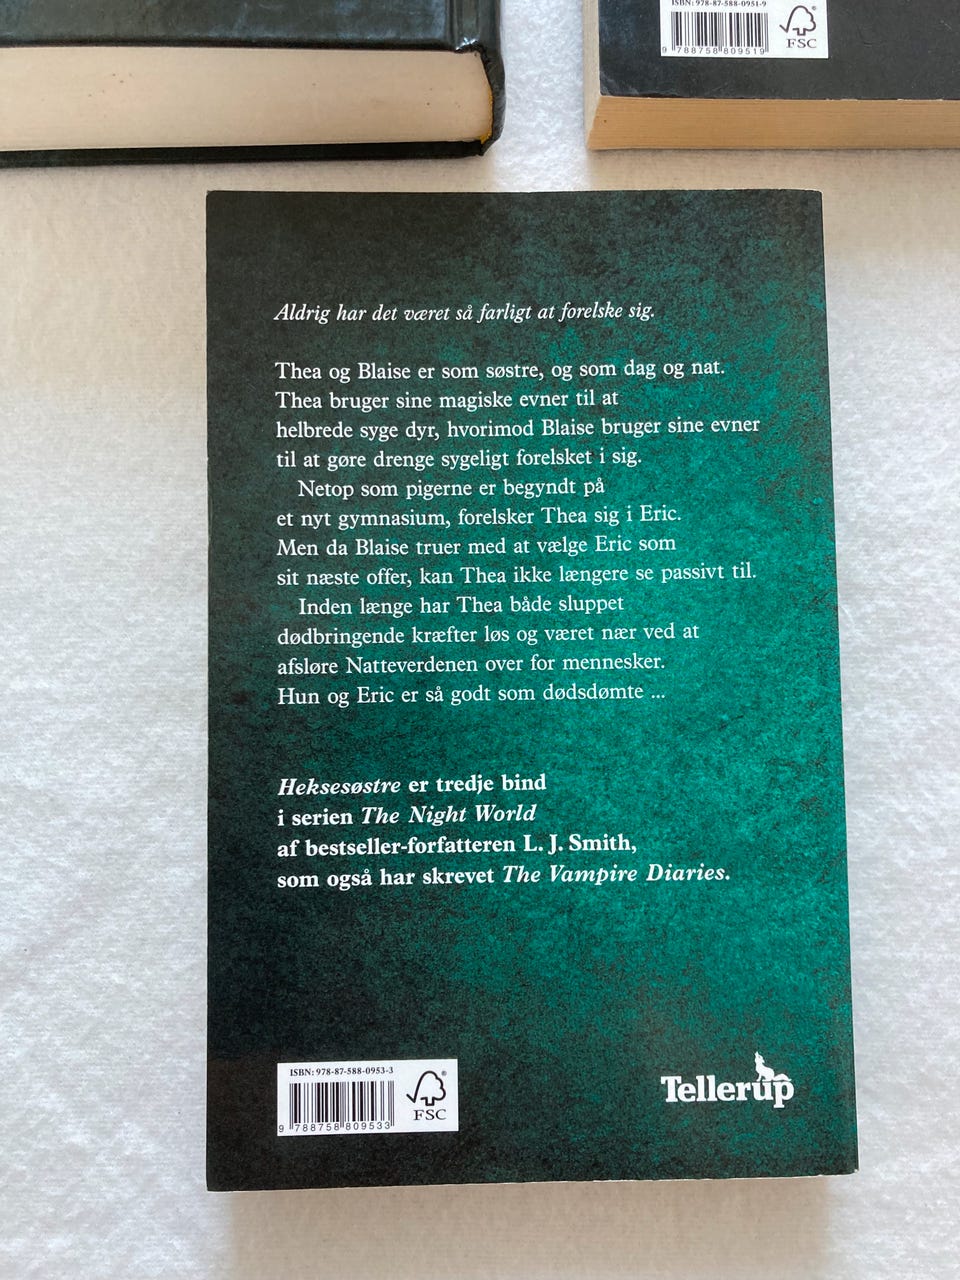 ISBN: 978-87-588-0951-9
9 788758 809519
FSC
Aldrig har det været så farligt at forelske sig.
Thea og Blaise er som søstre, og som dag og nat.
Thea bruger sine magiske evner til at
helbrede syge dyr, hvorimod Blaise bruger sine evner
til at gøre drenge sygeligt forelsket i sig.
Netop som pigerne er begyndt på
et nyt gymnasium, forelsker Thea sig i Eric.
Men da Blaise truer med at vælge Eric som
sit næste offer, kan Thea ikke længere se passivt til.
Inden længe har Thea både sluppet
dødbringende kræfter løs og været nær ved at
afsløre Natteverdenen over for mennesker.
Hun og Eric er så godt som dødsdømte ...
Heksesøstre er tredje bind
i serien The Night World
af bestseller-forfatteren L. J. Smith,
som også har skrevet The Vampire Diaries.
ISBN: 978-87-588-0953-3
9 788758 809533
®
FSC
Tellerup